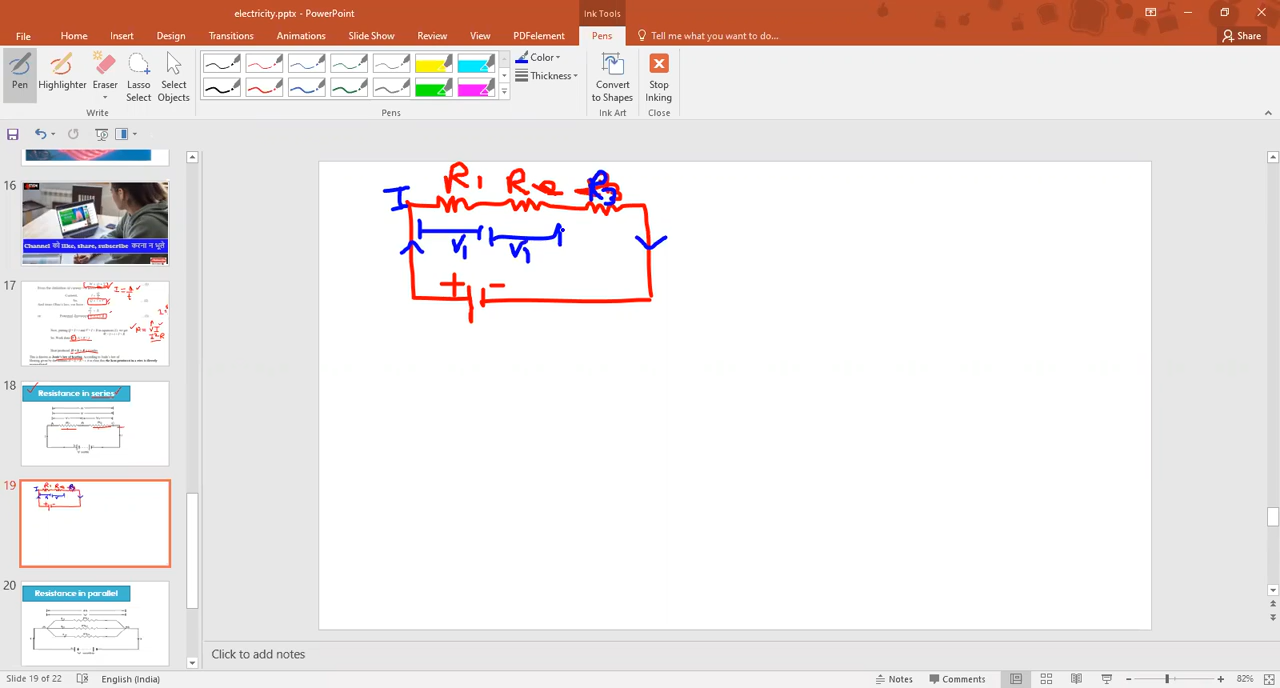 electricity.pptx - PowerPoint
Ink Tools
File Home Insert Design Transitions Animations Slide Show Review View PDFelement Pens Tell me what you want to do... Share
Pen Highlighter Eraser Lasso Select Select Objects
Color
Thickness
Convert to Shapes
Stop Inking
Write Pens Ink Art Close
16
Channel को like, share, subscribe करना न भूले
17
18
Resistance in series
19
20
Resistance in parallel
R1 R2 R3
I
V1
+ -
Click to add notes
Slide 19 of 22 English (India) Notes Comments 82%